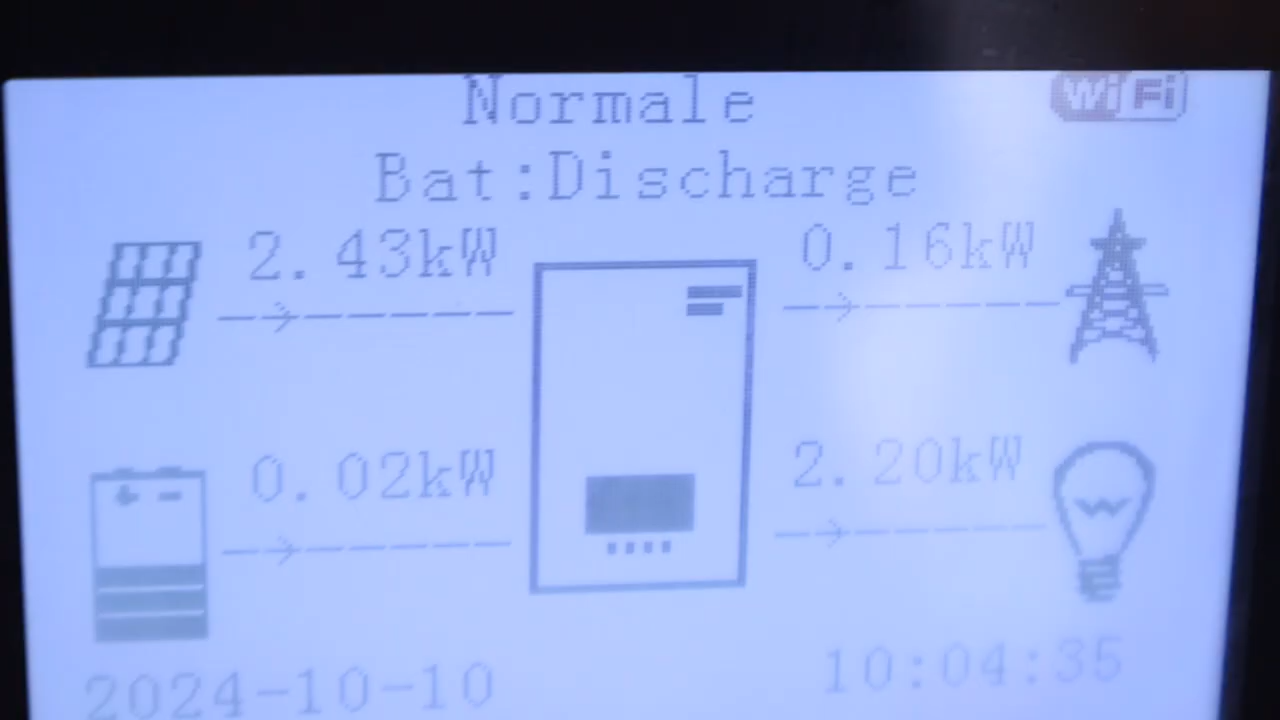 Normale
WiFi
Bat:Discharge
2.43kW
0.16kW
0.02kW
2.20kW
2024-10-10
10:04:35